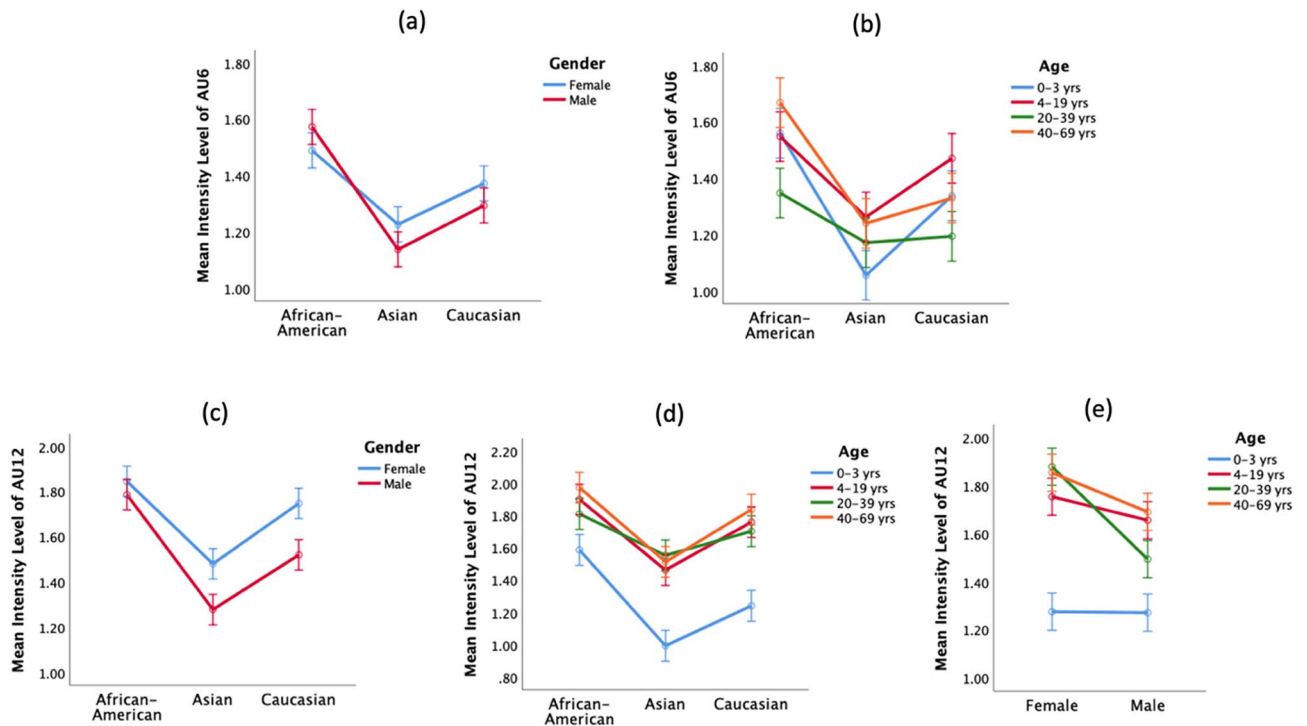 (a)
Mean Intensity Level of AU6
1.80
1.60
1.40
1.20
1.00
African-
American
Asian
Caucasian
Gender
Female
Male
(b)
Mean Intensity Level of AU6
1.80
1.60
1.40
1.20
1.00
African-
American
Asian
Caucasian
Age
0-3 yrs
4-19 yrs
20-39 yrs
40-69 yrs
(c)
Mean Intensity Level of AU12
2.00
1.80
1.60
1.40
1.20
1.00
African-
American
Asian
Caucasian
Gender
Female
Male
(d)
Mean Intensity Level of AU12
2.20
2.00
1.80
1.60
1.40
1.20
1.00
.80
African-
American
Asian
Caucasian
Age
0-3 yrs
4-19 yrs
20-39 yrs
40-69 yrs
(e)
Mean Intensity Level of AU12
2.00
1.80
1.60
1.40
1.20
1.00
Female
Male
Age
0-3 yrs
4-19 yrs
20-39 yrs
40-69 yrs